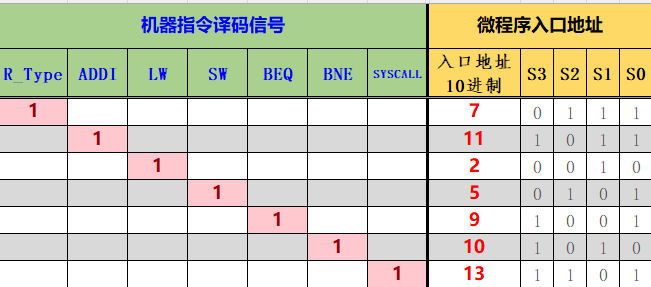 机器指令译码信号 微程序入口地址
R_Type ADDI LW SW BEQ BNE SYSCALL 入口地址 10进制 S3 S2 S1 S0
1 7 0 1 1 1
1 11 1 0 1 1
1 2 0 0 1 0
1 5 0 1 0 1
1 9 1 0 0 1
1 10 1 0 1 0
1 13 1 1 0 1